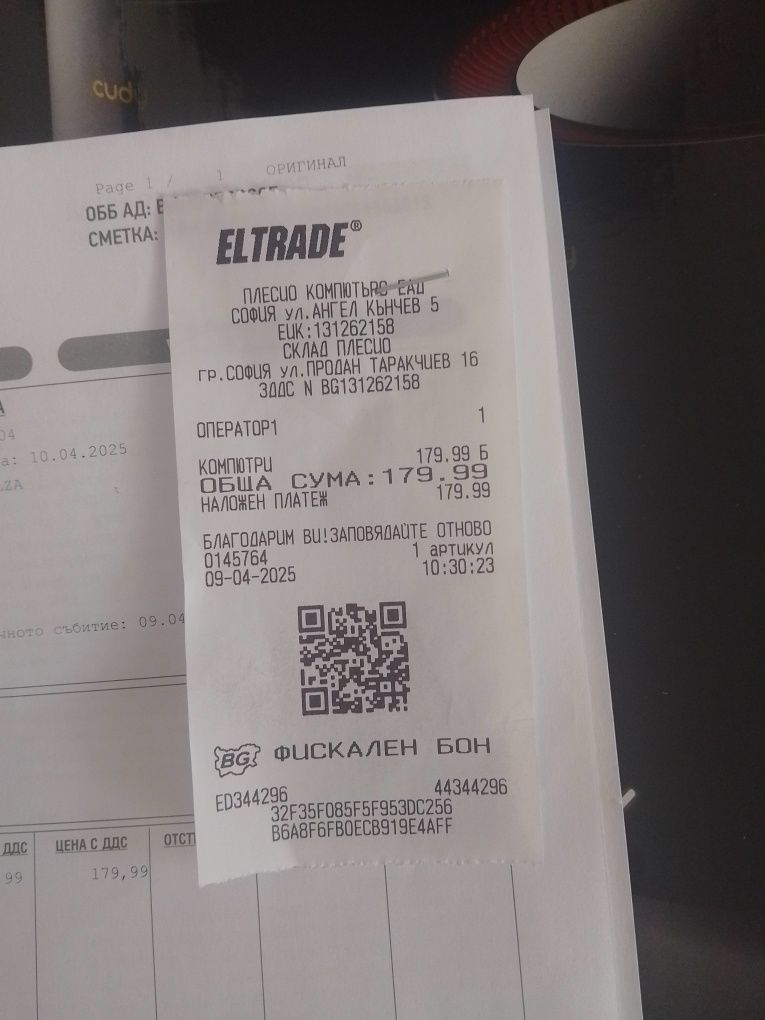 cudy
Page 1 / 1 ОРИГИНАЛ
ОББ АД:
СМЕТКА:
ELTRADE®
ПЛЕСИО КОМПЮТЪРС ЕАД
СОФИЯ ул.АНГЕЛ КЪНЧЕВ 5
ЕИК:131262158
СКЛАД ПЛЕСИО
гр.СОФИЯ ул.ПРОДАН ТАРАКЧИЕВ 16
ЗДДС N BG131262158
ОПЕРАТОР1 1
КОМПЮТРИ 179.99 Б
ОБЩА СУМА:179.99
НАЛОЖЕН ПЛАТЕЖ 179.99
БЛАГОДАРИМ ВИ!ЗАПОВЯДАЙТЕ ОТНОВО
0145764 1 артикул
09-04-2025 10:30:23
BG ФИСКАЛЕН БОН
ED344296 44344296
32F35F085F5F953DC256
B6A8F6FB0ECB919E4AFF
04
а: 10.04.2025
ZA
събитие: 09.04
ДДС ЦЕНА С ДДС
99 179,99